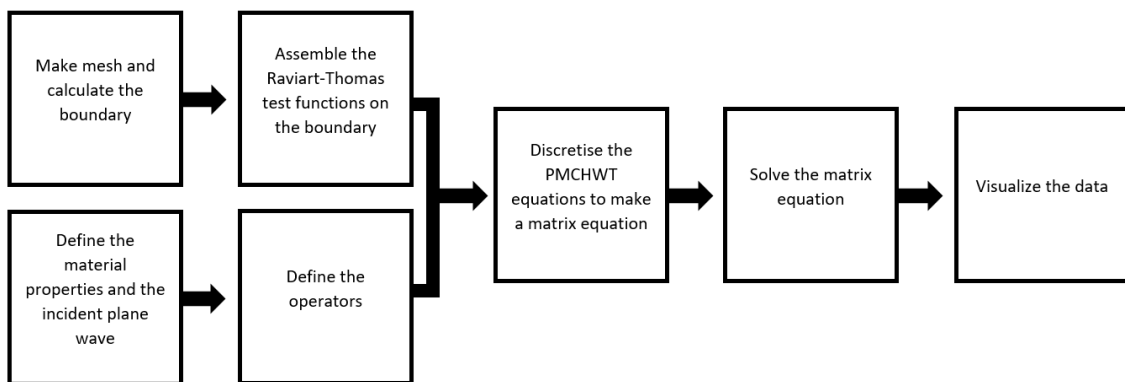 Make mesh and
calculate the
boundary
Assemble the
Raviart-Thomas
test functions on
the boundary
Define the
material
properties and the
incident plane
wave
Define the
operators
Discretise the
PMCHWT
equations to make
a matrix equation
Solve the matrix
equation
Visualize the data